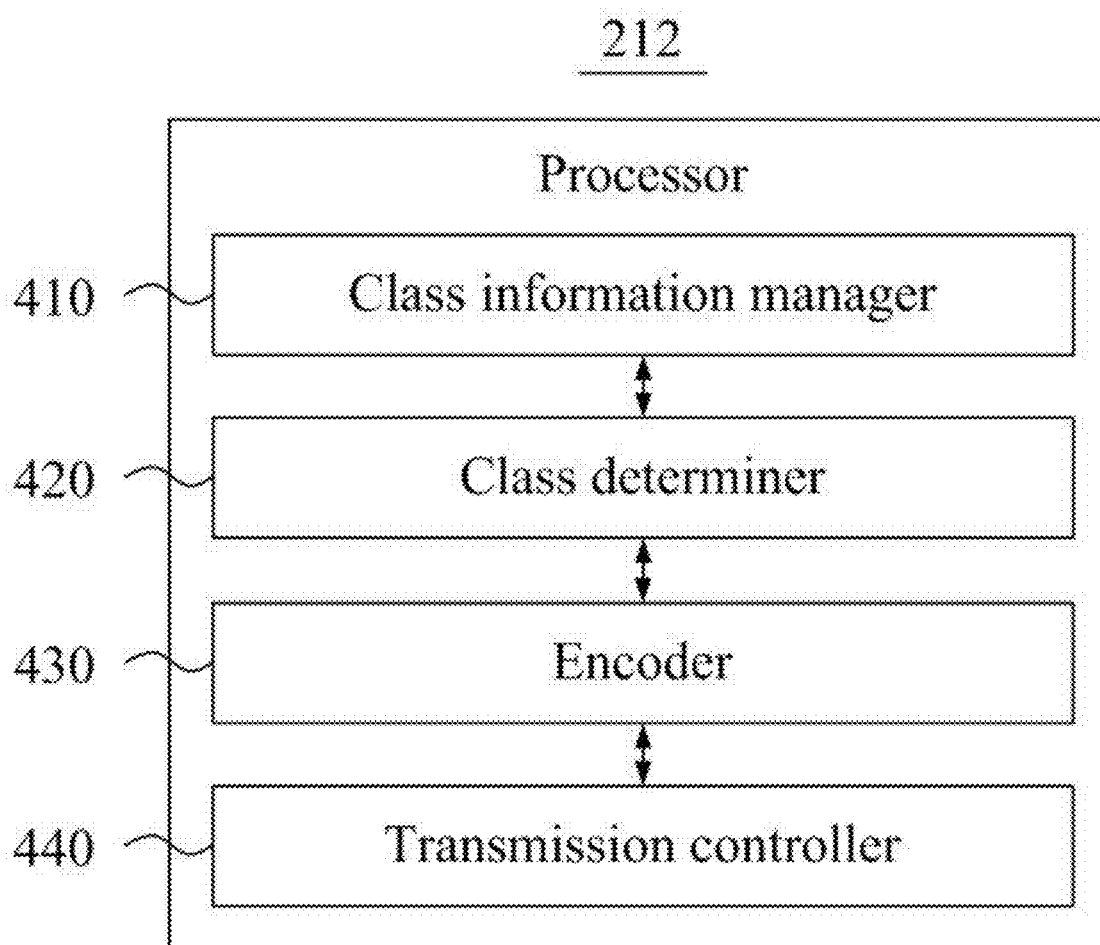 212
Processor
410 Class information manager
420 Class determiner
430 Encoder
440 Transmission controller